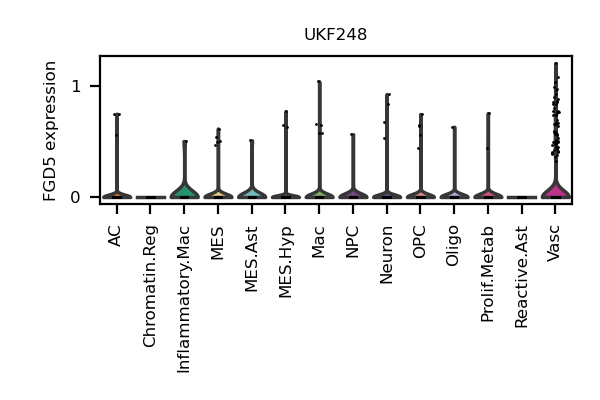 UKF248
FGD5 expression
1
0
AC
Chromatin.Reg
Inflammatory.Mac
MES
MES.Ast
MES.Hyp
Mac
NPC
Neuron
OPC
Oligo
Prolif.Metab
Reactive.Ast
Vasc